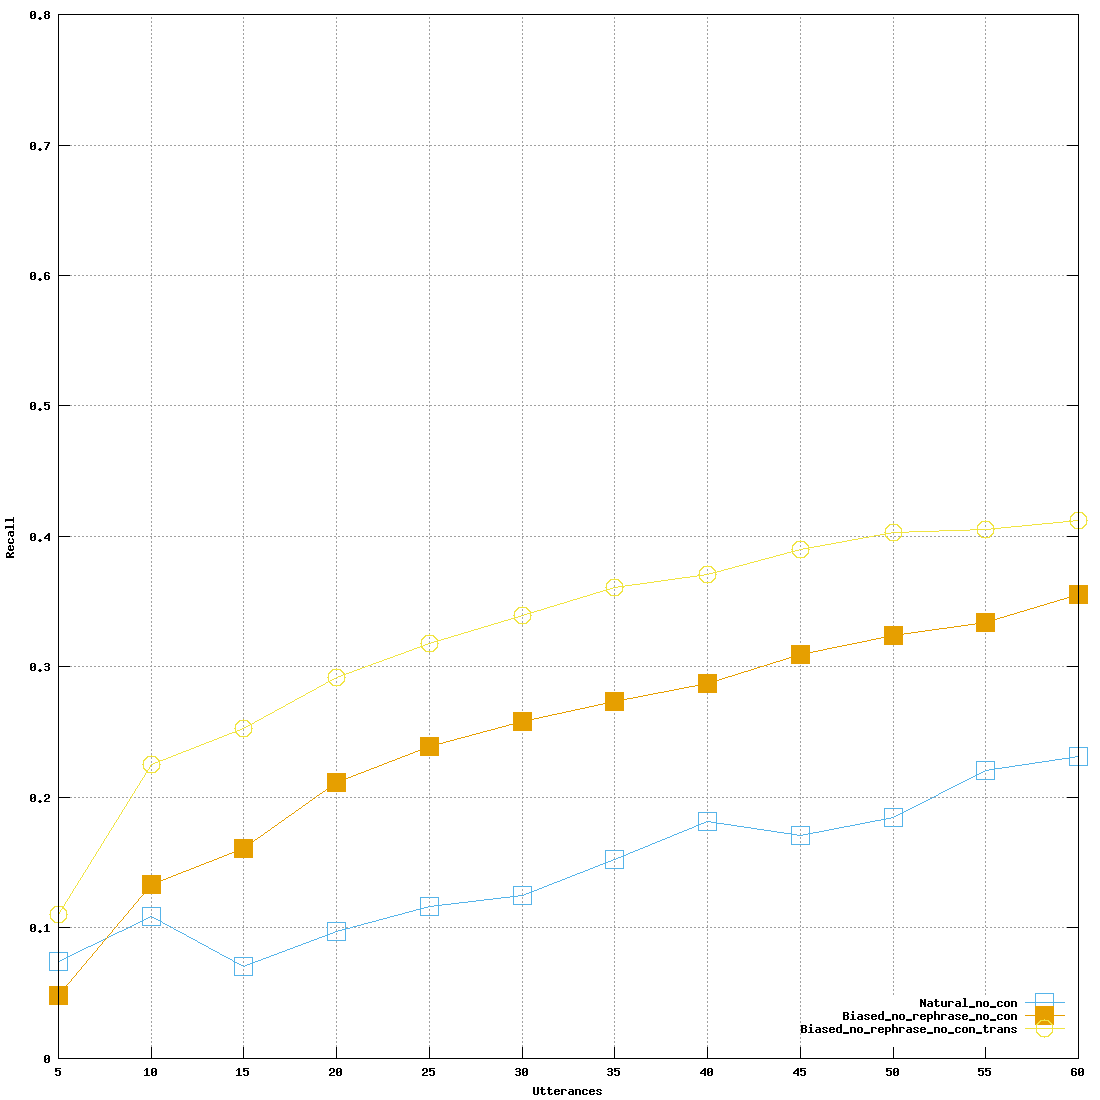 0.8
0.7
0.6
0.5
0.4
0.3
0.2
0.1
0
Recall
Natural_no_con
Biased_no_rephrase_no_con
Biased_no_rephrase_no_con_trans
5 10 15 20 25 30 35 40 45 50 55 60
Utterances